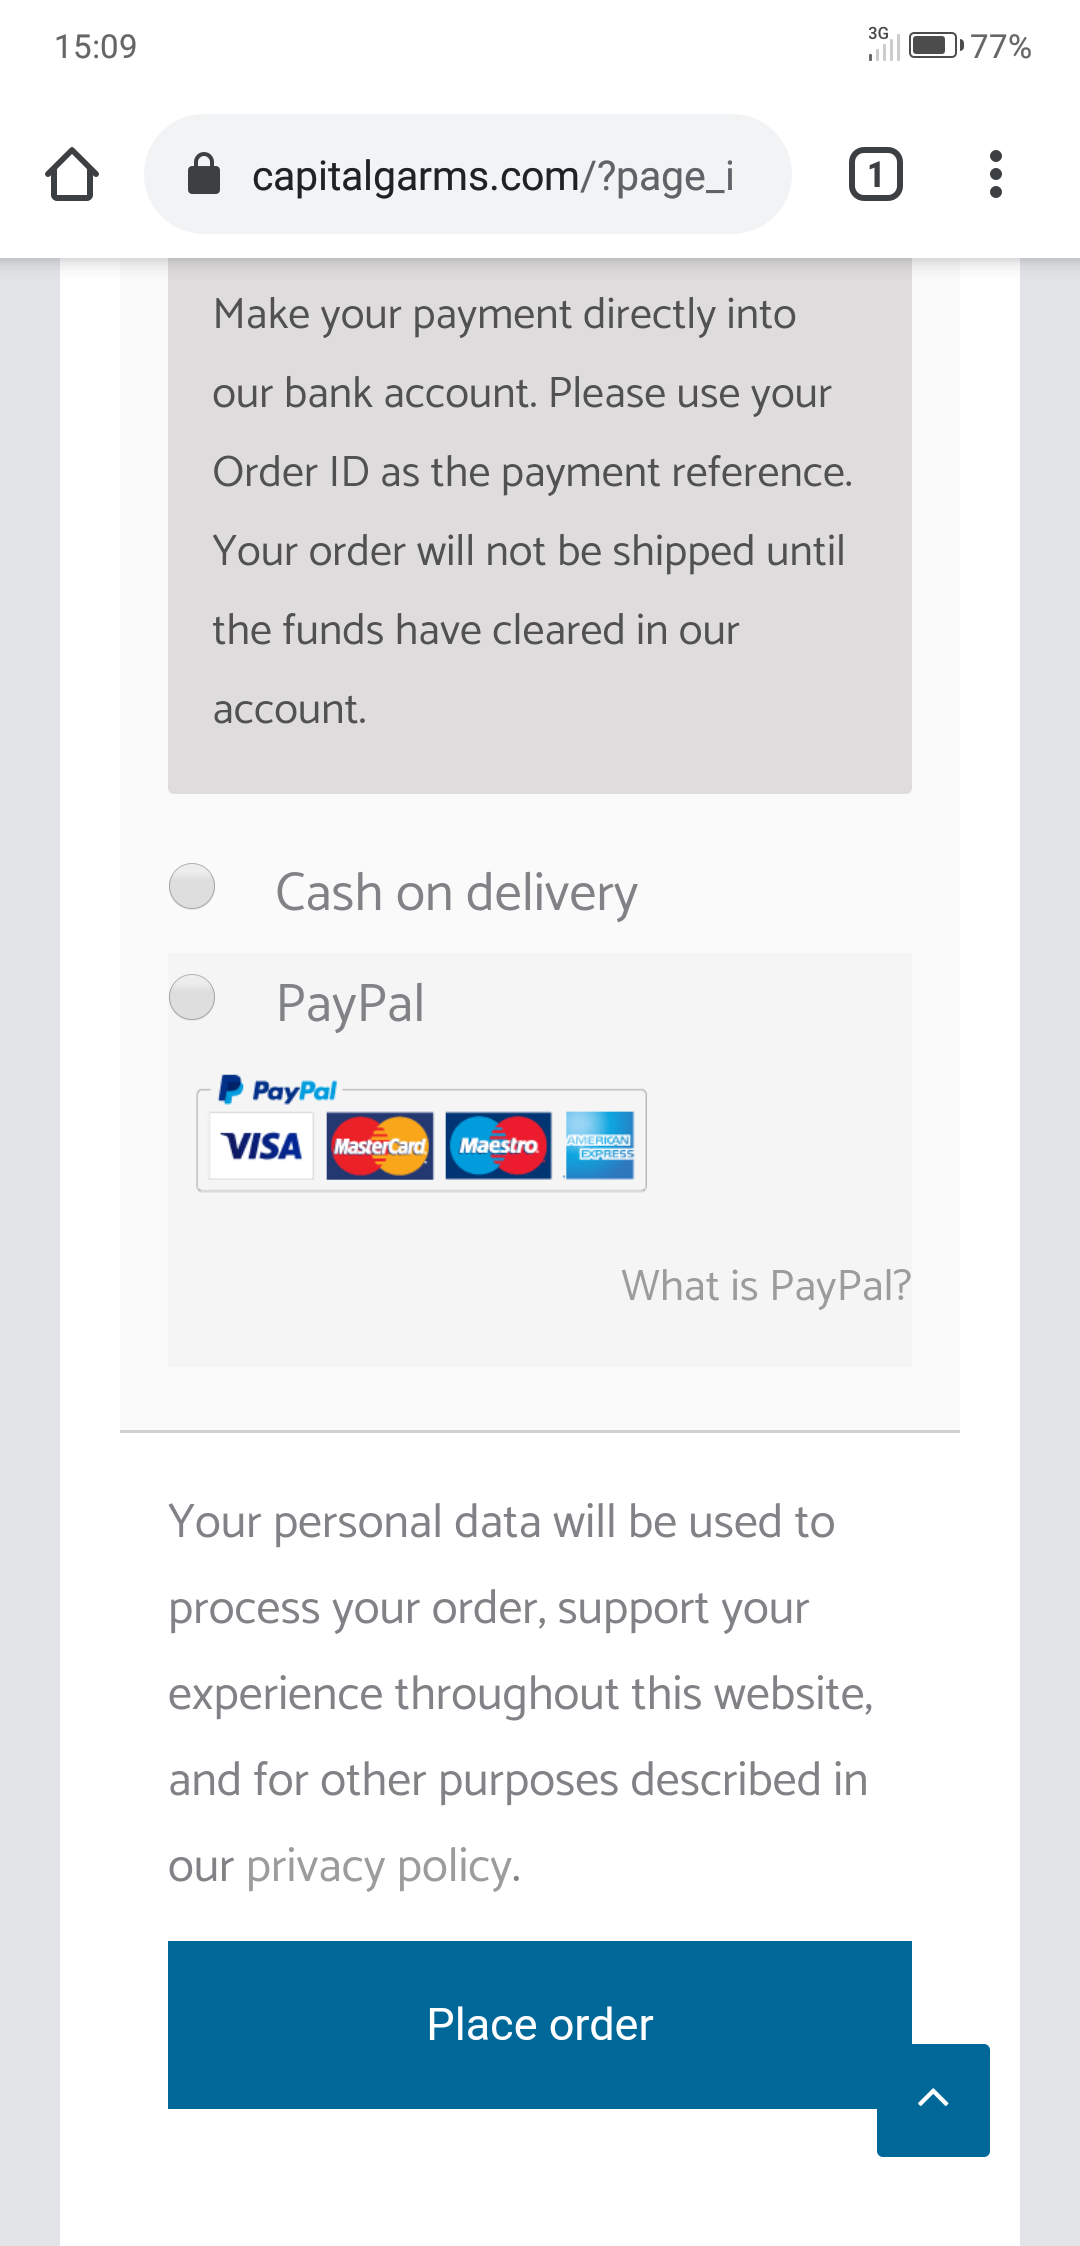 15:09
3G
77%
capitalgarms.com/?page_i
1
Make your payment directly into
our bank account. Please use your
Order ID as the payment reference.
Your order will not be shipped until
the funds have cleared in our
account.
Cash on delivery
PayPal
PayPal
VISA
MasterCard
Maestro
AMERICAN
EXPRESS
What is PayPal?
Your personal data will be used to
process your order, support your
experience throughout this website,
and for other purposes described in
our privacy policy.
Place order